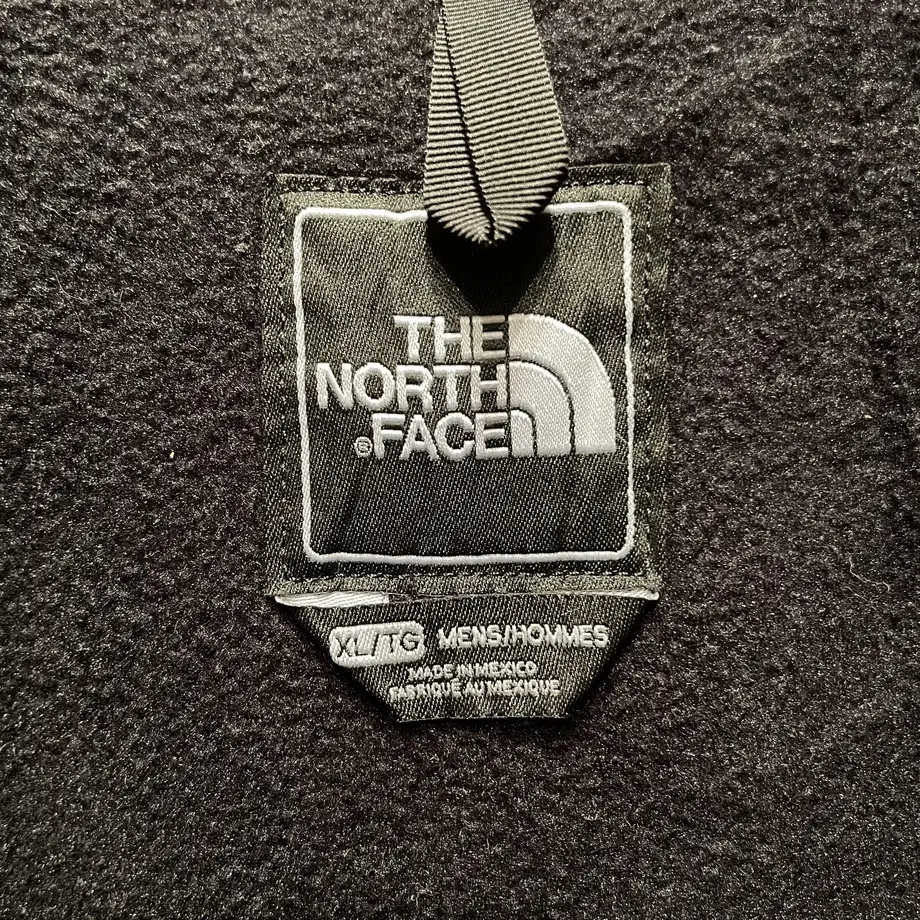 THE
NORTH
®FACE
XL/TG MENS/HOMMES
MADE IN MEXICO
FABRIQUÉ AU MEXIQUE